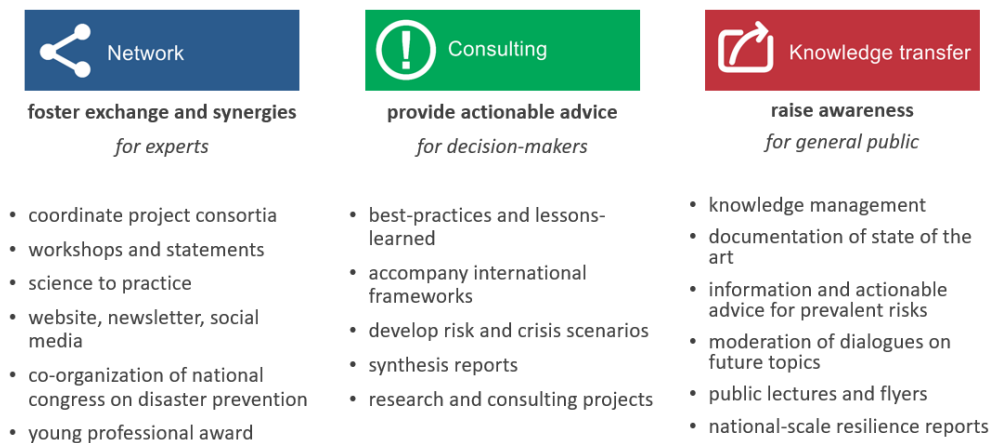 Network
foster exchange and synergies
for experts
• coordinate project consortia
• workshops and statements
• science to practice
• website, newsletter, social
media
• co-organization of national
congress on disaster prevention
• young professional award
Consulting
provide actionable advice
for decision-makers
• best-practices and lessons-
learned
• accompany international
frameworks
• develop risk and crisis scenarios
• synthesis reports
• research and consulting projects
Knowledge transfer
raise awareness
for general public
• knowledge management
• documentation of state of the
art
• information and actionable
advice for prevalent risks
• moderation of dialogues on
future topics
• public lectures and flyers
• national-scale resilience reports